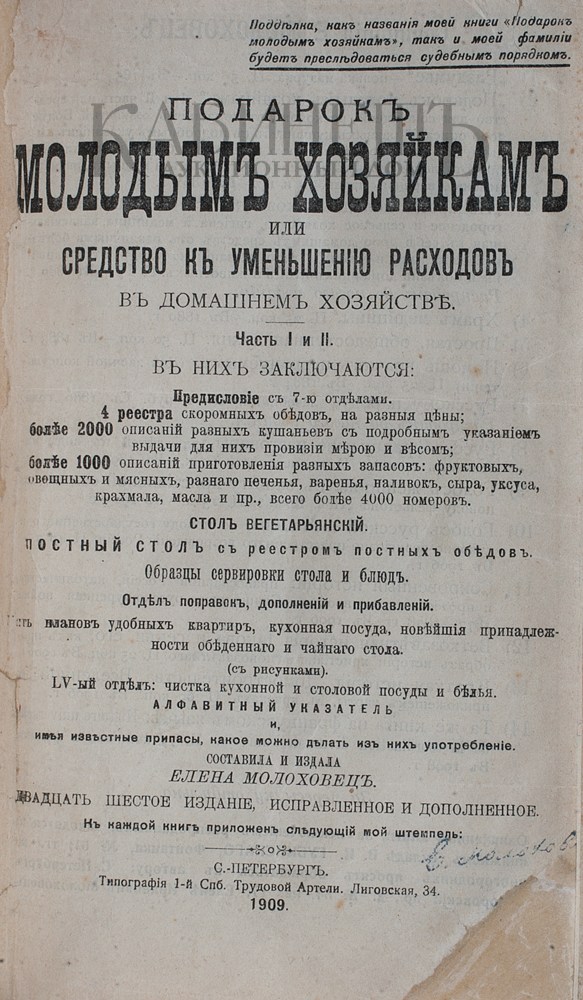 Поддѣлка, какъ названія моей книги «Подарокъ
молодымъ хозяйкамъ», такъ и моей фамиліи
будетъ преслѣдоваться судебнымъ порядкомъ.
КАБИНЕТЪ
АУКЦИОННЫЙ ДОМ
ПОДАРОКЪ
МОЛОДЫМЪ ХОЗЯЙКАМЪ
ИЛИ
СРЕДСТВО КЪ УМЕНЬШЕНІЮ РАСХОДОВЪ
ВЪ ДОМАШНЕМЪ ХОЗЯЙСТВѢ.
Часть I и II.
ВЪ НИХЪ ЗАКЛЮЧАЮТСЯ:
Предисловіе съ 7-ю отдѣлами.
4 реестра скоромныхъ обѣдовъ, на разныя цѣны;
болѣе 2000 описаній разныхъ кушаньевъ съ подробнымъ указаніемъ
выдачи для нихъ провизіи мѣрою и вѣсомъ;
болѣе 1000 описаній приготовленія разныхъ запасовъ: фруктовыхъ,
овощныхъ и мясныхъ, разнаго печенья, варенья, наливокъ, сыра, уксуса,
крахмала, масла и пр., всего болѣе 4000 номеровъ.
СТОЛЪ ВЕГЕТАРЬЯНСКІЙ.
ПОСТНЫЙ СТОЛЪ съ реестромъ постныхъ обѣдовъ.
Образцы сервировки стола и блюдъ.
Отдѣлъ поправокъ, дополненій и прибавленій.
плановъ удобныхъ квартиръ, кухонная посуда, новѣйшія принадлеж-
ности обѣденнаго и чайнаго стола.
(съ рисунками).
LV-ый отдѣлъ: чистка кухонной и столовой посуды и бѣлья.
АЛФАВИТНЫЙ УКАЗАТЕЛЬ
и,
имѣя извѣстные припасы, какое можно дѣлать изъ нихъ употребленіе.
СОСТАВИЛА И ИЗДАЛА
ЕЛЕНА МОЛОХОВЕЦЪ.
ДВАДЦАТЬ ШЕСТОЕ ИЗДАНІЕ, ИСПРАВЛЕННОЕ И ДОПОЛНЕННОЕ.
Къ каждой книгѣ приложенъ слѣдующій мой штемпель:
Е. Молохов
С.-ПЕТЕРБУРГЪ.
Типографія 1-й Спб. Трудовой Артели. Лиговская, 34.
1909.